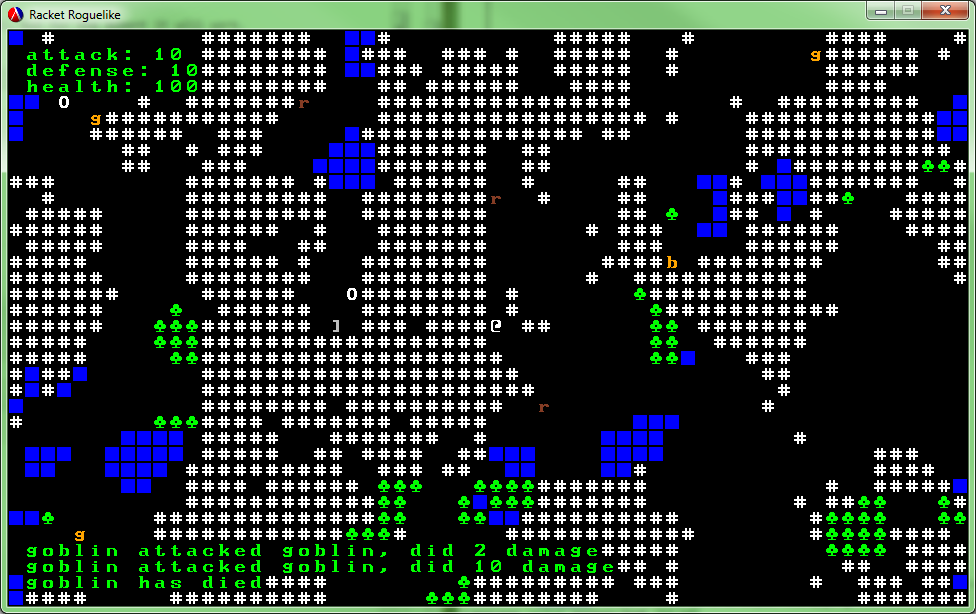 Racket Roguelike
attack: 10
defense: 10
health: 100
goblin attacked goblin, did 2 damage
goblin attacked goblin, did 10 damage
goblin has died